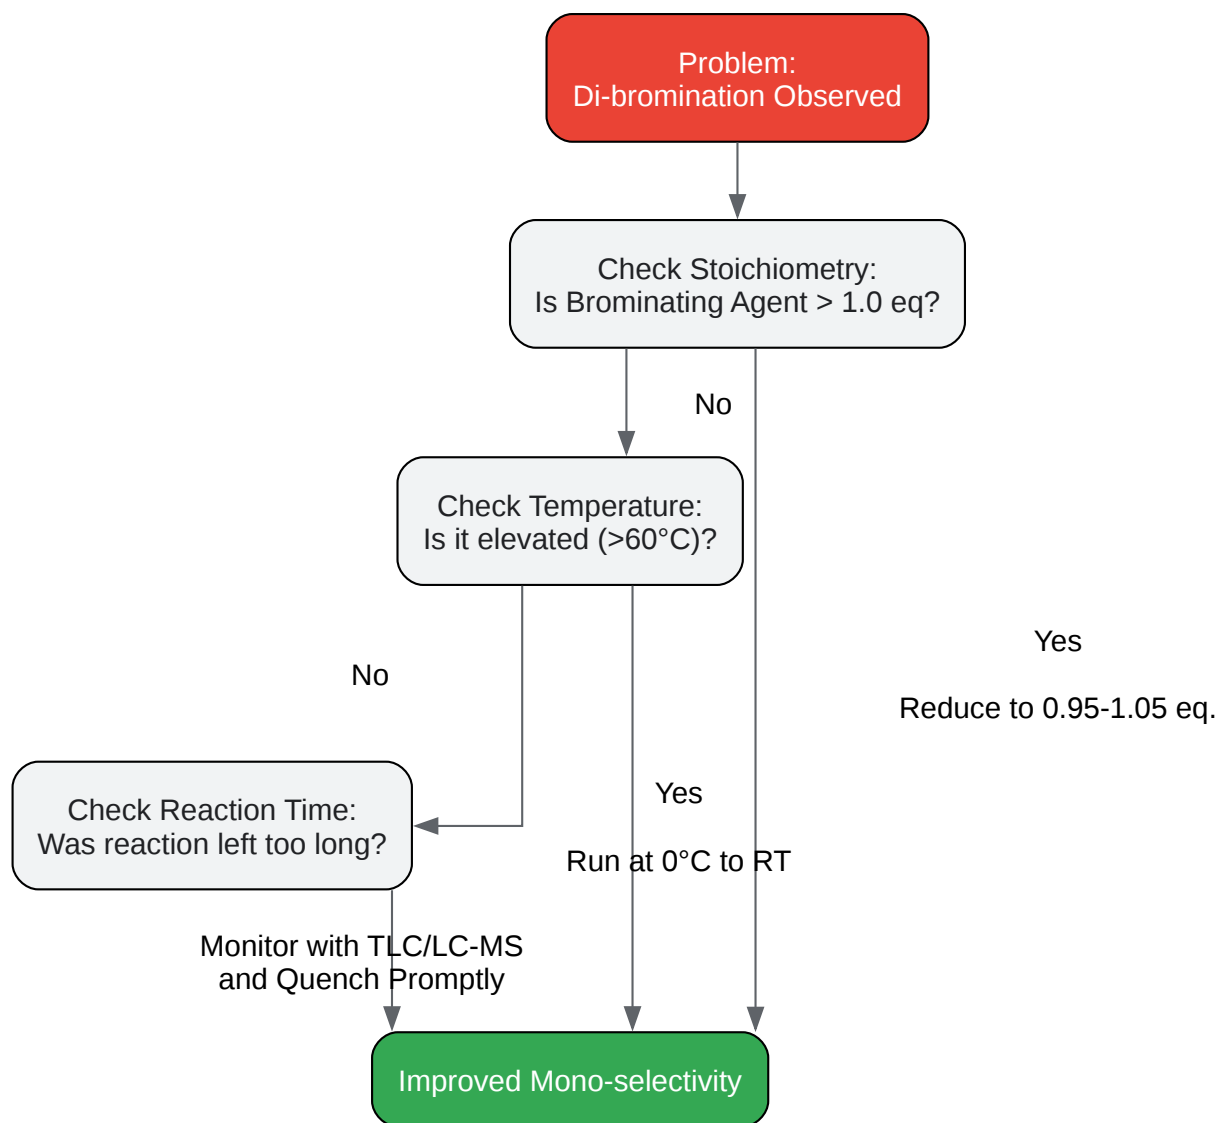 Problem:
Di-bromination Observed
Check Stoichiometry:
Is Brominating Agent > 1.0 eq?
No
Check Temperature:
Is it elevated (>60°C)?
Yes
Reduce to 0.95-1.05 eq.
No
Check Reaction Time:
Was reaction left too long?
Yes
Run at 0°C to RT
Monitor with TLC/LC-MS
and Quench Promptly
Improved Mono-selectivity